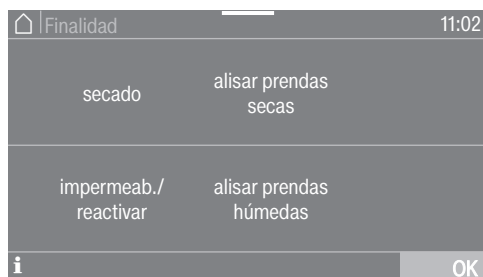 Finalidad 11:02
secado
alisar prendas
secas
impermeab./
reactivar
alisar prendas
húmedas
i OK